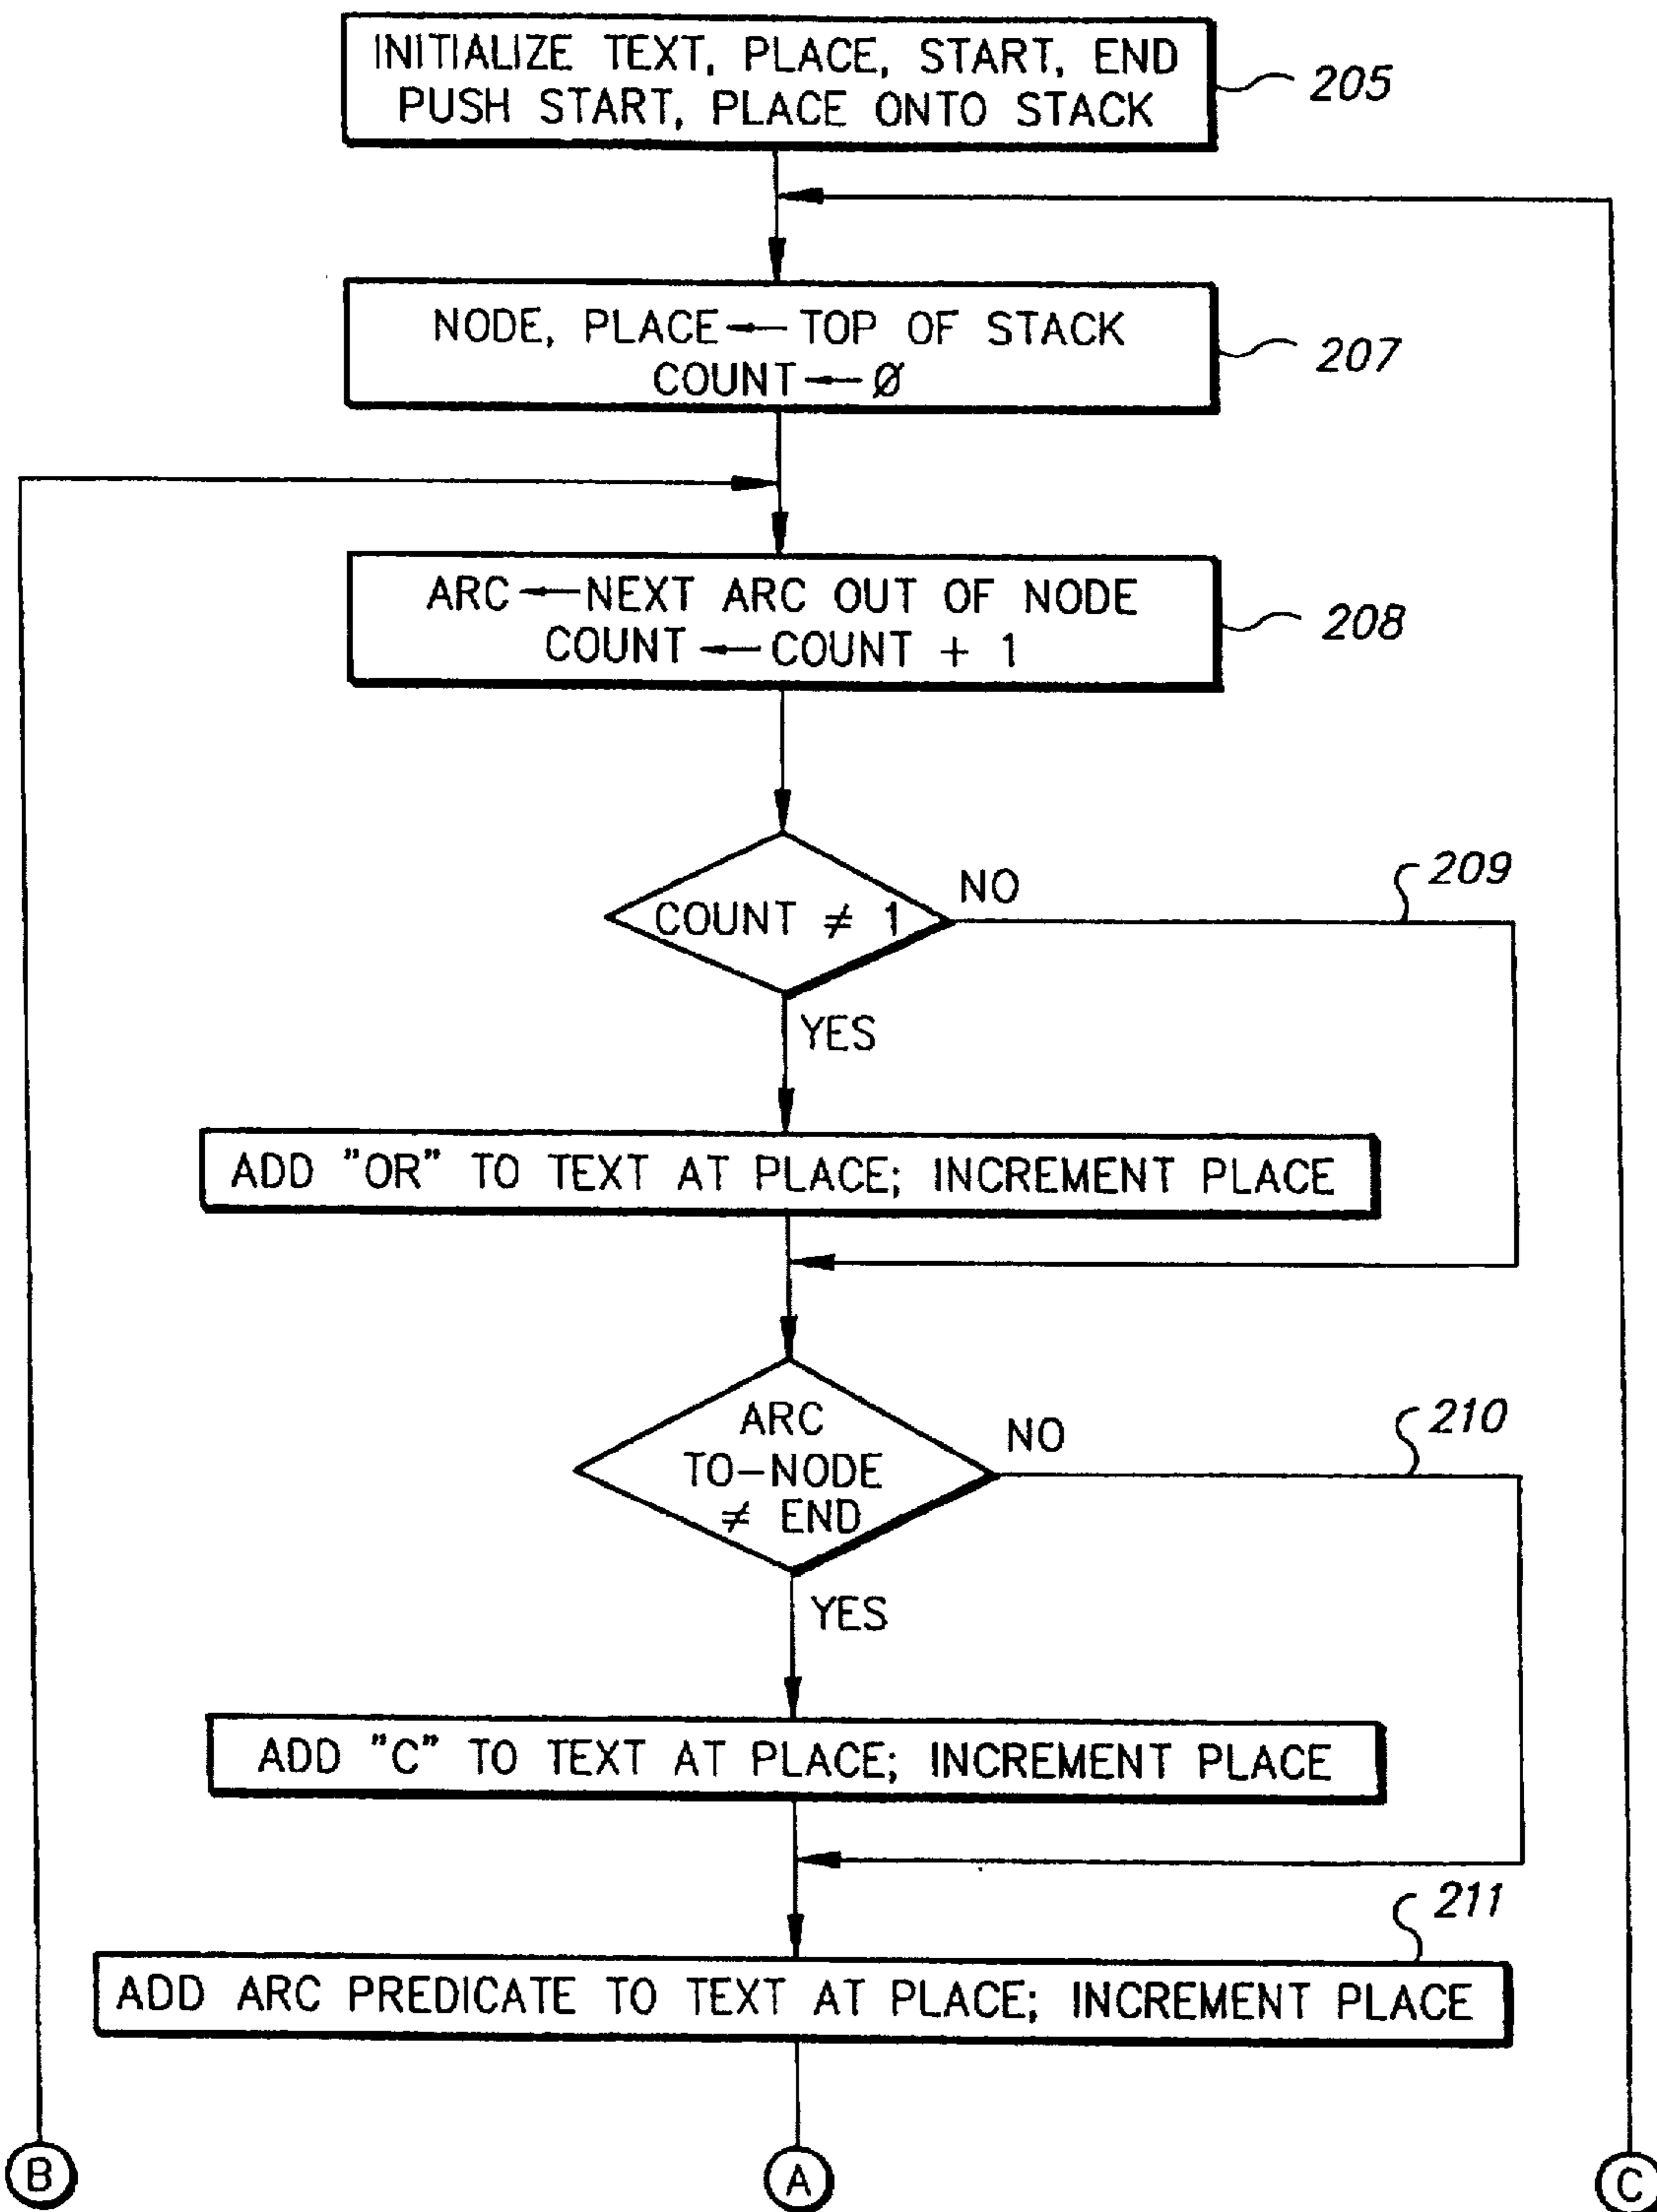 INITIALIZE TEXT, PLACE, START, END
PUSH START, PLACE ONTO STACK
205
NODE, PLACE ← TOP OF STACK
COUNT ← Ø
207
ARC ← NEXT ARC OUT OF NODE
COUNT ← COUNT + 1
208
COUNT ≠ 1
NO
209
YES
ADD "OR" TO TEXT AT PLACE; INCREMENT PLACE
ARC
TO-NODE
≠ END
NO
210
YES
ADD "C" TO TEXT AT PLACE; INCREMENT PLACE
211
ADD ARC PREDICATE TO TEXT AT PLACE; INCREMENT PLACE
B
A
C